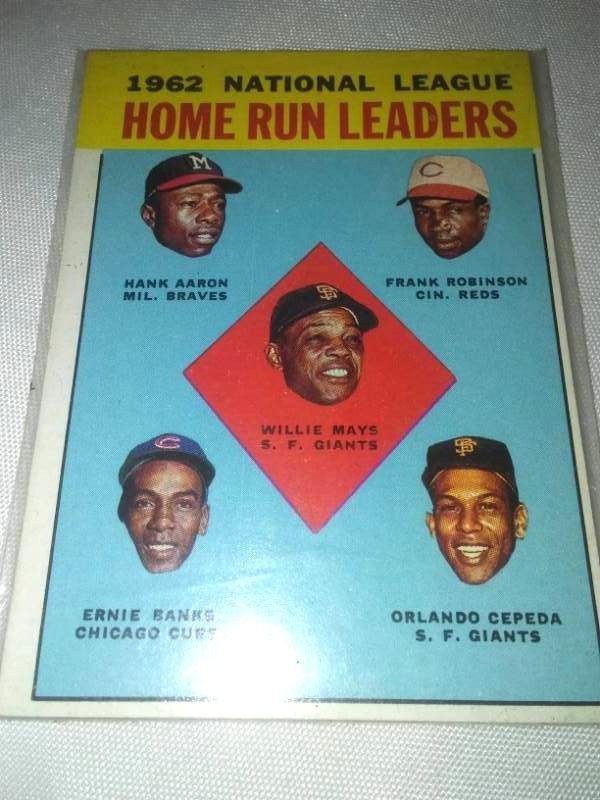 1962 NATIONAL LEAGUE
HOME RUN LEADERS
M
C
HANK AARON
MIL. BRAVES
FRANK ROBINSON
CIN. REDS
SF
WILLIE MAYS
S. F. GIANTS
C
SF
ERNIE BANKS
CHICAGO CUBS
ORLANDO CEPEDA
S. F. GIANTS